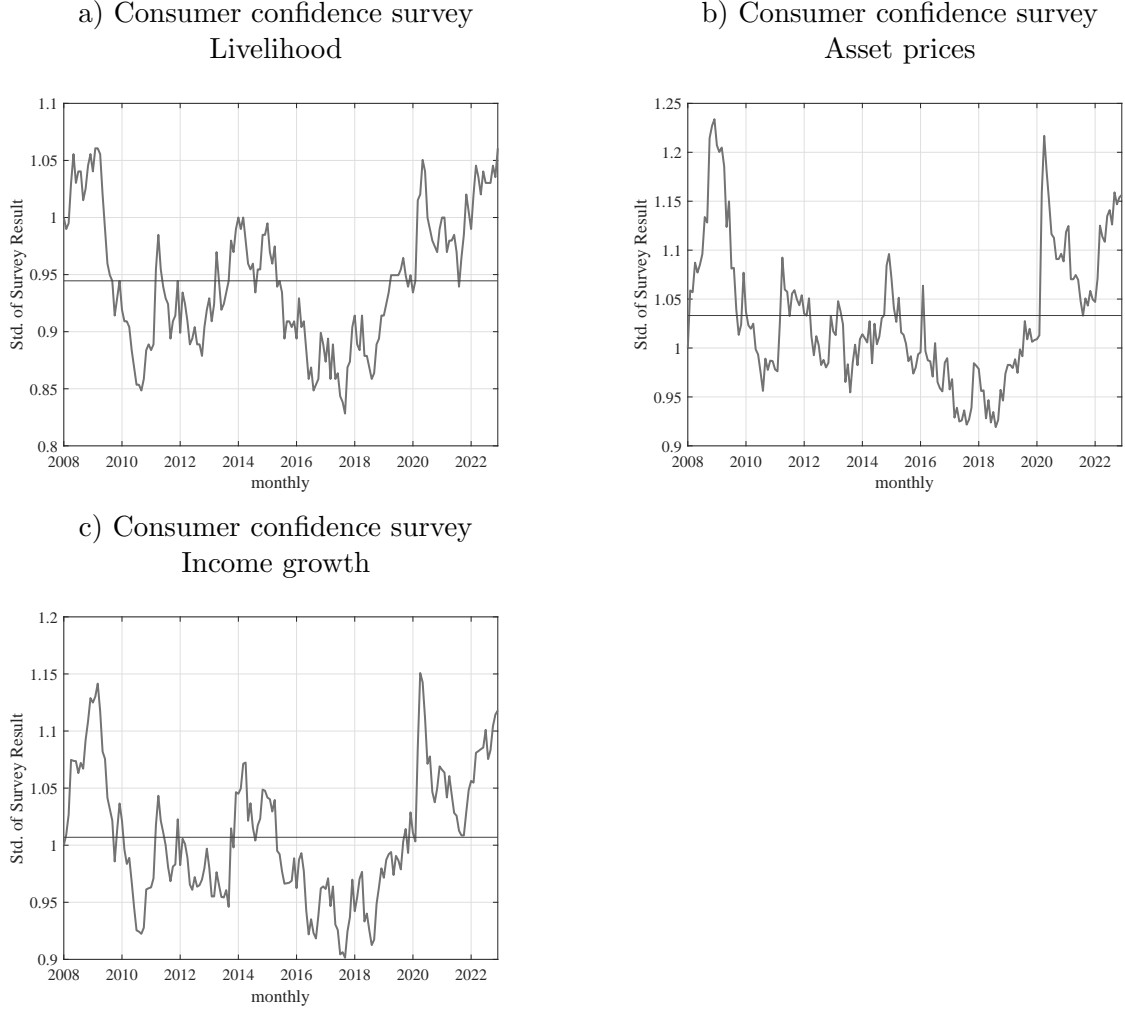 a) Consumer confidence survey
Livelihood
1.1
1.05
1
0.95
0.9
0.85
0.8
Std. of Survey Result
2008 2010 2012 2014 2016 2018 2020 2022
monthly
b) Consumer confidence survey
Asset prices
1.25
1.2
1.15
1.1
1.05
1
0.95
0.9
Std. of Survey Result
2008 2010 2012 2014 2016 2018 2020 2022
monthly
c) Consumer confidence survey
Income growth
1.2
1.15
1.1
1.05
1
0.95
0.9
Std. of Survey Result
2008 2010 2012 2014 2016 2018 2020 2022
monthly